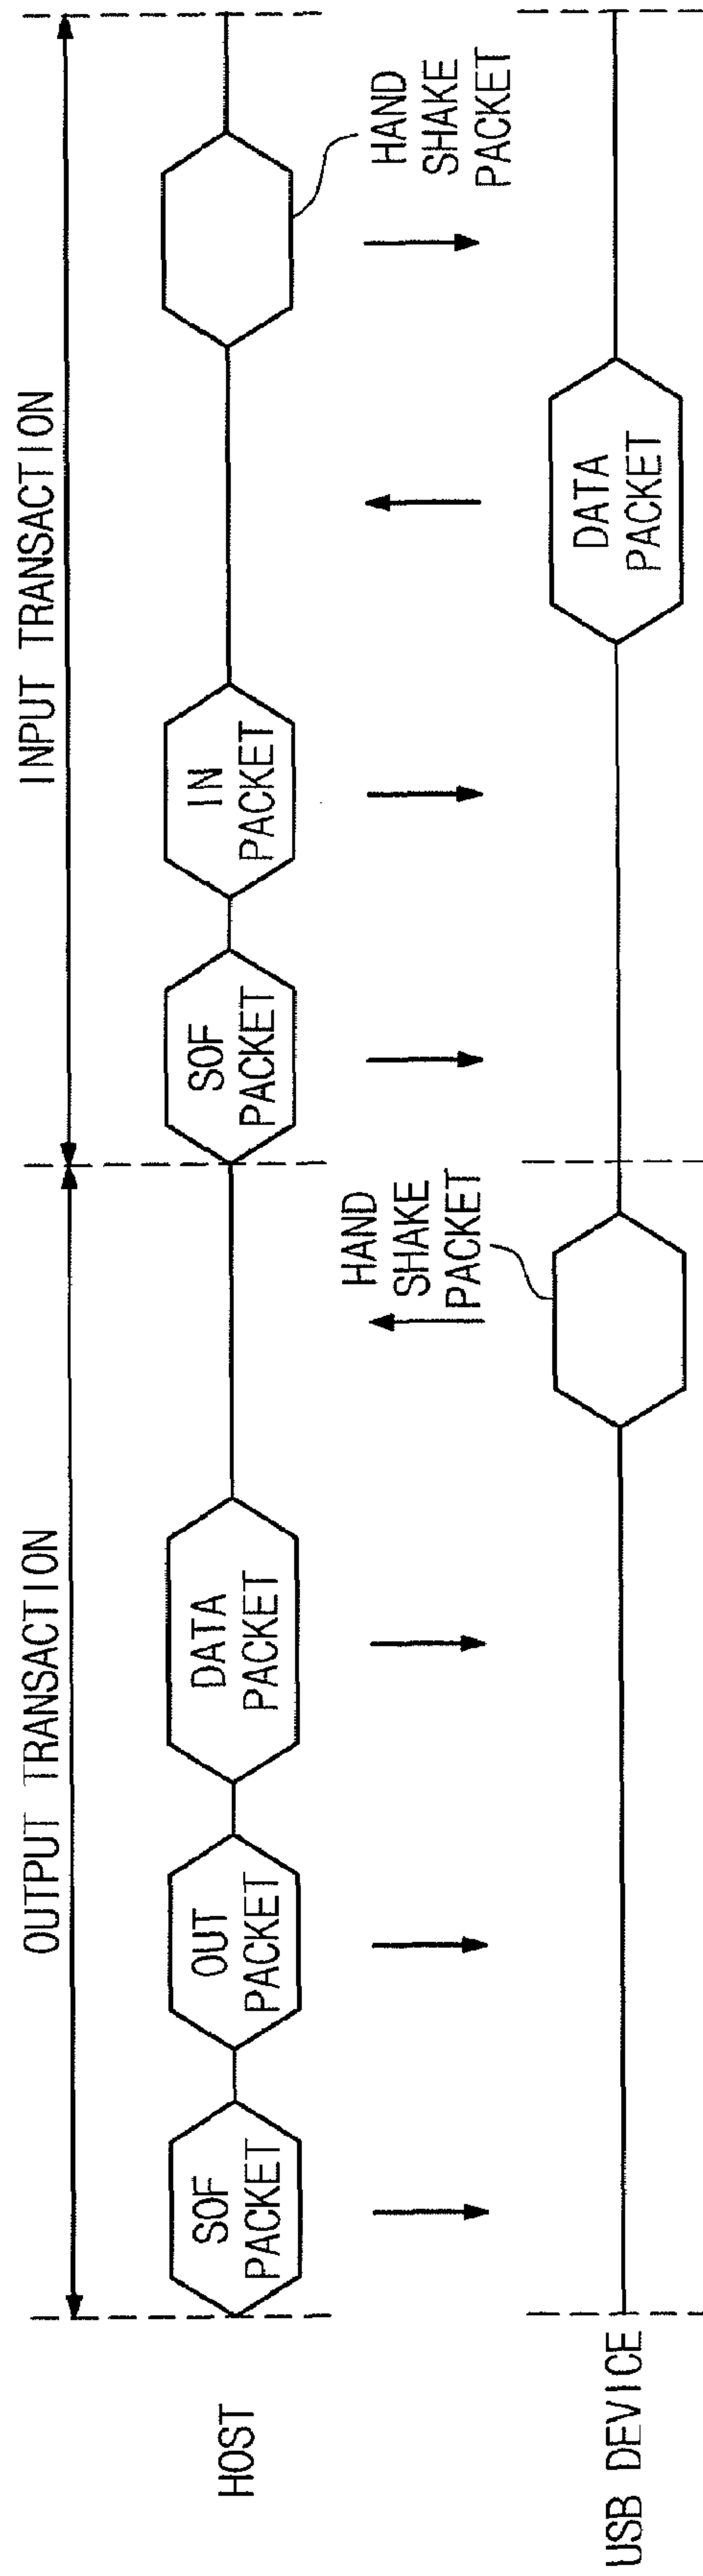 OUTPUT TRANSACTION
INPUT TRANSACTION
HOST
SOF
PACKET
OUT
PACKET
DATA
PACKET
SOF
PACKET
IN
PACKET
HAND
SHAKE
PACKET
HAND
SHAKE
PACKET
USB DEVICE
DATA
PACKET